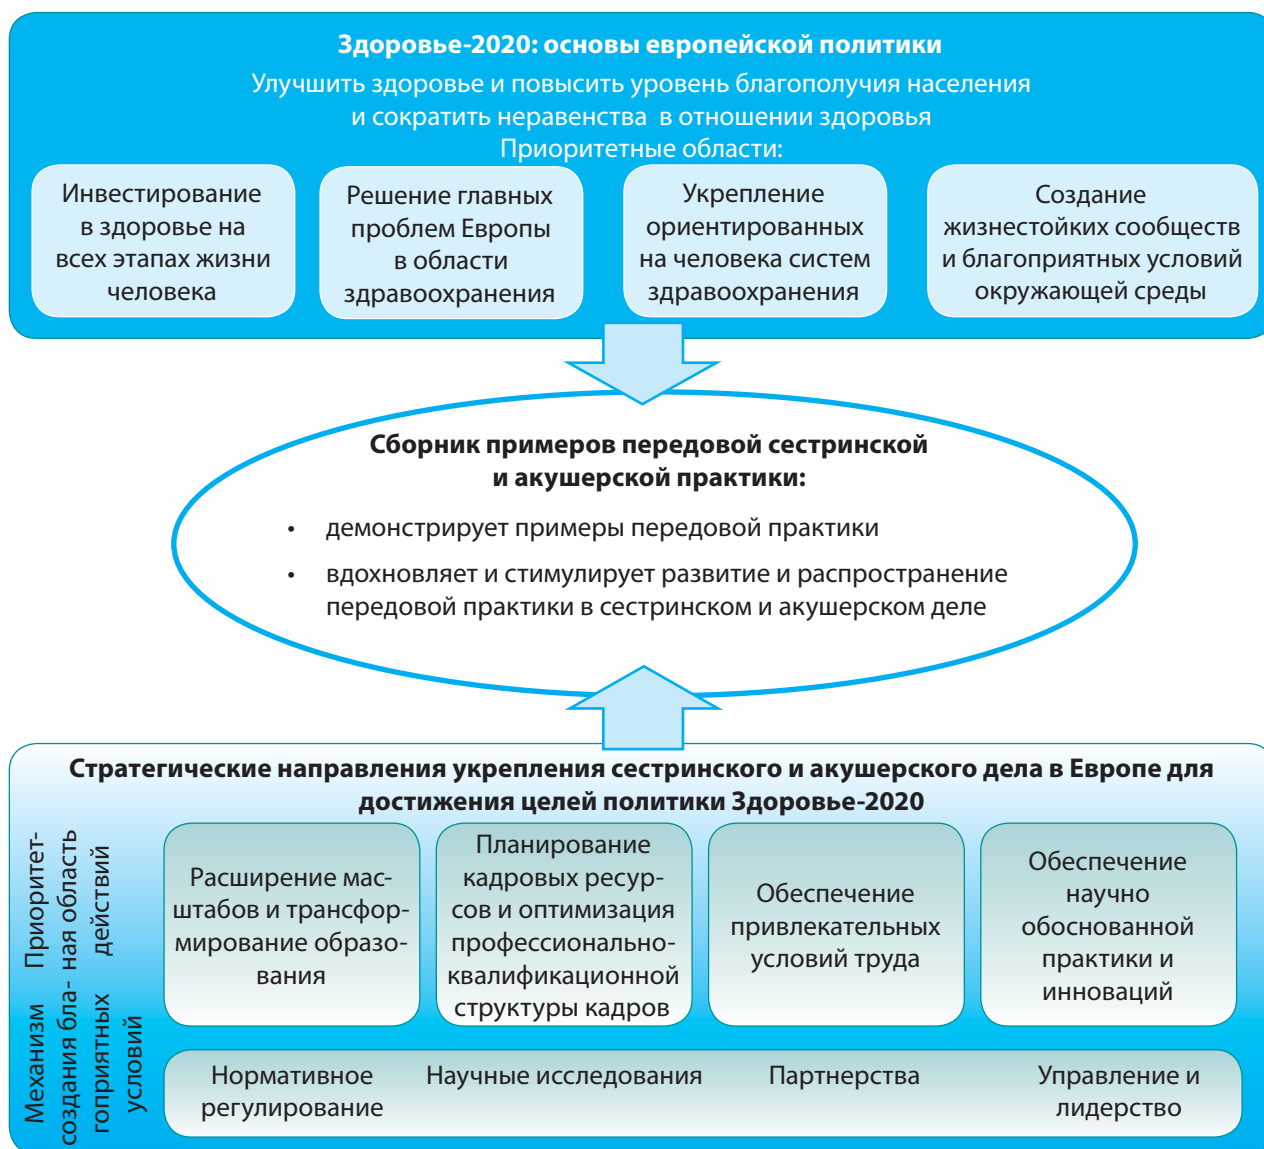 Здоровье-2020: основы европейской политики
Улучшить здоровье и повысить уровень благополучия населения
и сократить неравенства в отношении здоровья
Приоритетные области:
Инвестирование
в здоровье на
всех этапах жизни
человека
Решение главных
проблем Европы
в области
здравоохранения
Укрепление
ориентированных
на человека систем
здравоохранения
Создание
жизнестойких сообществ
и благоприятных условий
окружающей среды
Сборник примеров передовой сестринской
и акушерской практики:
• демонстрирует примеры передовой практики
• вдохновляет и стимулирует развитие и распространение
передовой практики в сестринском и акушерском деле
Стратегические направления укрепления сестринского и акушерского дела в Европе для
достижения целей политики Здоровье-2020
Приоритет-
ная область
действий
Расширение мас-
штабов и трансфор-
мирование образо-
вания
Планирование
кадровых ресур-
сов и оптимизация
профессионально-
квалификационной
структуры кадров
Обеспечение
привлекательных
условий труда
Обеспечение
научно
обоснованной
практики и
инноваций
Механизм
создания бла-
гоприятных
условий
Нормативное
регулирование
Научные исследования
Партнерства
Управление и
лидерство